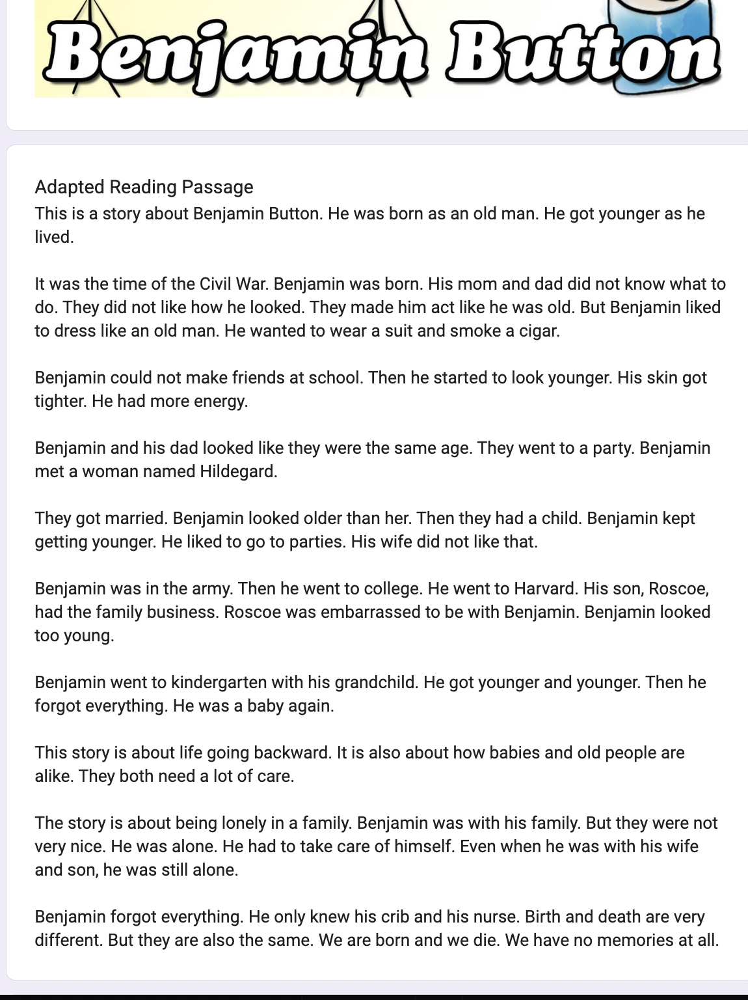 Benjamin Button
Adapted Reading Passage
This is a story about Benjamin Button. He was born as an old man. He got younger as he
lived.
It was the time of the Civil War. Benjamin was born. His mom and dad did not know what to
do. They did not like how he looked. They made him act like he was old. But Benjamin liked
to dress like an old man. He wanted to wear a suit and smoke a cigar.
Benjamin could not make friends at school. Then he started to look younger. His skin got
tighter. He had more energy.
Benjamin and his dad looked like they were the same age. They went to a party. Benjamin
met a woman named Hildegard.
They got married. Benjamin looked older than her. Then they had a child. Benjamin kept
getting younger. He liked to go to parties. His wife did not like that.
Benjamin was in the army. Then he went to college. He went to Harvard. His son, Roscoe,
had the family business. Roscoe was embarrassed to be with Benjamin. Benjamin looked
too young.
Benjamin went to kindergarten with his grandchild. He got younger and younger. Then he
forgot everything. He was a baby again.
This story is about life going backward. It is also about how babies and old people are
alike. They both need a lot of care.
The story is about being lonely in a family. Benjamin was with his family. But they were not
very nice. He was alone. He had to take care of himself. Even when he was with his wife
and son, he was still alone.
Benjamin forgot everything. He only knew his crib and his nurse. Birth and death are very
different. But they are also the same. We are born and we die. We have no memories at all.